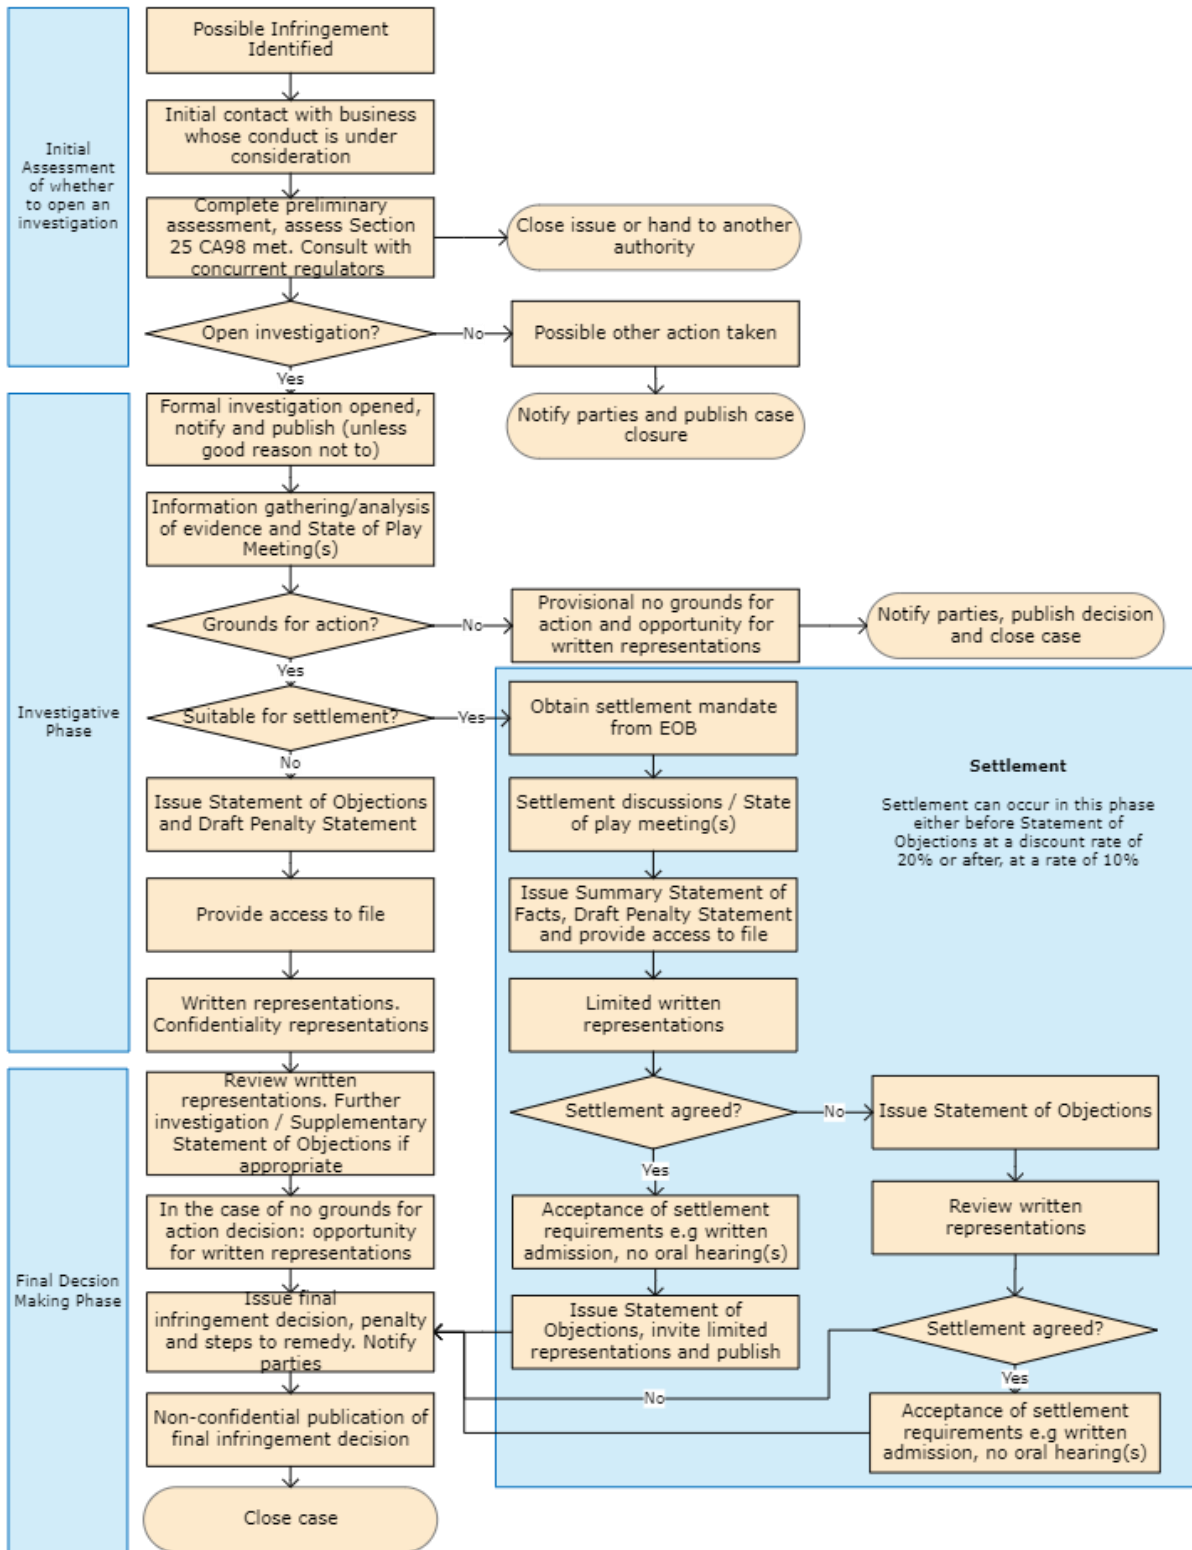 Possible Infringement
Identified
Initial contact with business
whose conduct is under
consideration
Initial
Assessment
of whether
to open an
investigation
Complete preliminary
assessment, assess Section
25 CA98 met. Consult with
concurrent regulators
Close issue or hand to another
authority
Open investigation?
No
Possible other action taken
Yes
Formal investigation opened,
notify and publish (unless
good reason not to)
Notify parties and publish case
closure
Information gathering/analysis
of evidence and State of Play
Meeting(s)
Grounds for action?
No
Provisional no grounds for
action and opportunity for
written representations
Notify parties, publish decision
and close case
Yes
Investigative
Phase
Suitable for settlement?
Yes
Obtain settlement mandate
from EOB
No
Settlement
Settlement can occur in this phase
either before Statement of
Objections at a discount rate of
20% or after, at a rate of 10%
Issue Statement of Objections
and Draft Penalty Statement
Settlement discussions / State
of play meeting(s)
Provide access to file
Issue Summary Statement of
Facts, Draft Penalty Statement
and provide access to file
Written representations.
Confidentiality representations
Limited written
representations
Review written
representations. Further
investigation / Supplementary
Statement of Objections if
appropriate
Settlement agreed?
No
Issue Statement of Objections
Yes
In the case of no grounds for
action decision: opportunity
for written representations
Acceptance of settlement
requirements e.g written
admission, no oral hearing(s)
Review written
representations
Final Decsion
Making Phase
Issue final
infringement decision, penalty
and steps to remedy. Notify
parties
Issue Statement of
Objections, invite limited
representations and publish
Settlement agreed?
Yes
No
Non-confidential publication of
final infringement decision
Acceptance of settlement
requirements e.g written
admission, no oral hearing(s)
Close case